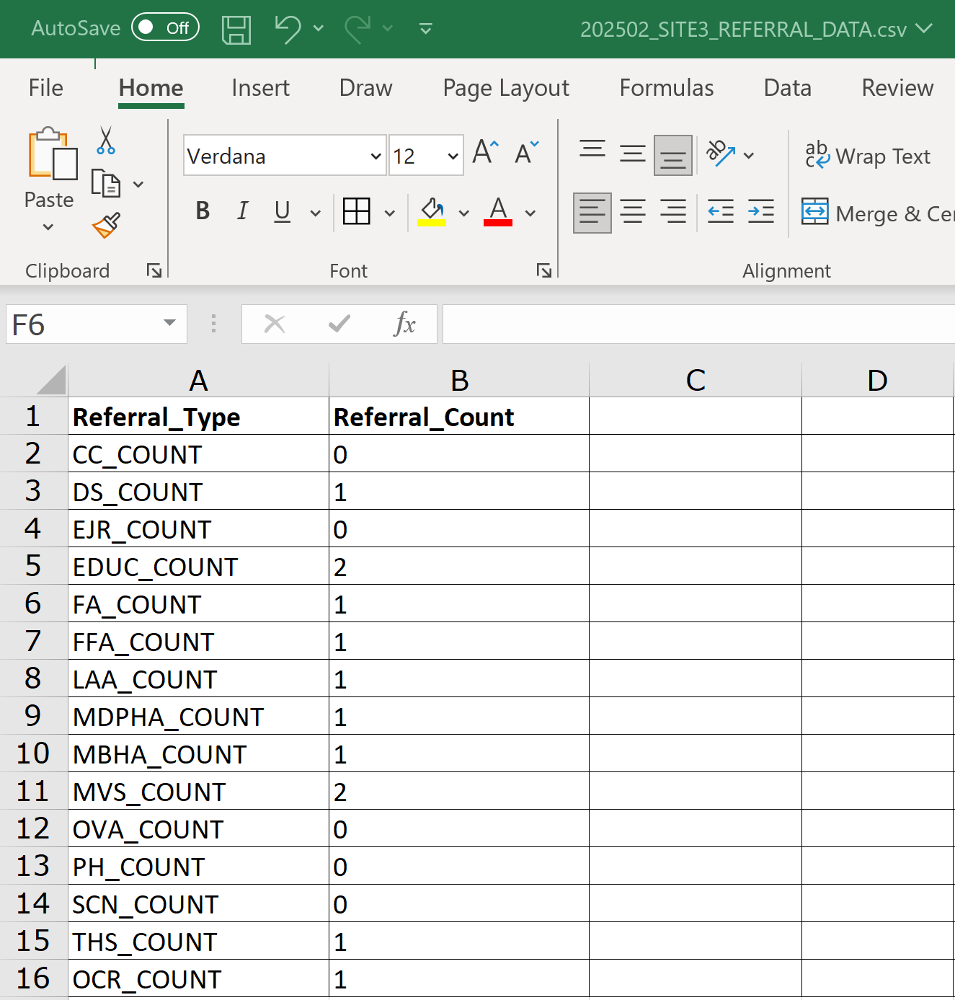 AutoSave Off 202502_SITE3_REFERRAL_DATA.csv
File Home Insert Draw Page Layout Formulas Data Review
Verdana 12 A A ab Wrap Text
Paste
B I U A Merge & Cen
Clipboard Font Alignment
F6 fx
A B C D
1 Referral_Type Referral_Count
2 CC_COUNT 0
3 DS_COUNT 1
4 EJR_COUNT 0
5 EDUC_COUNT 2
6 FA_COUNT 1
7 FFA_COUNT 1
8 LAA_COUNT 1
9 MDPHA_COUNT 1
10 MBHA_COUNT 1
11 MVS_COUNT 2
12 OVA_COUNT 0
13 PH_COUNT 0
14 SCN_COUNT 0
15 THS_COUNT 1
16 OCR_COUNT 1